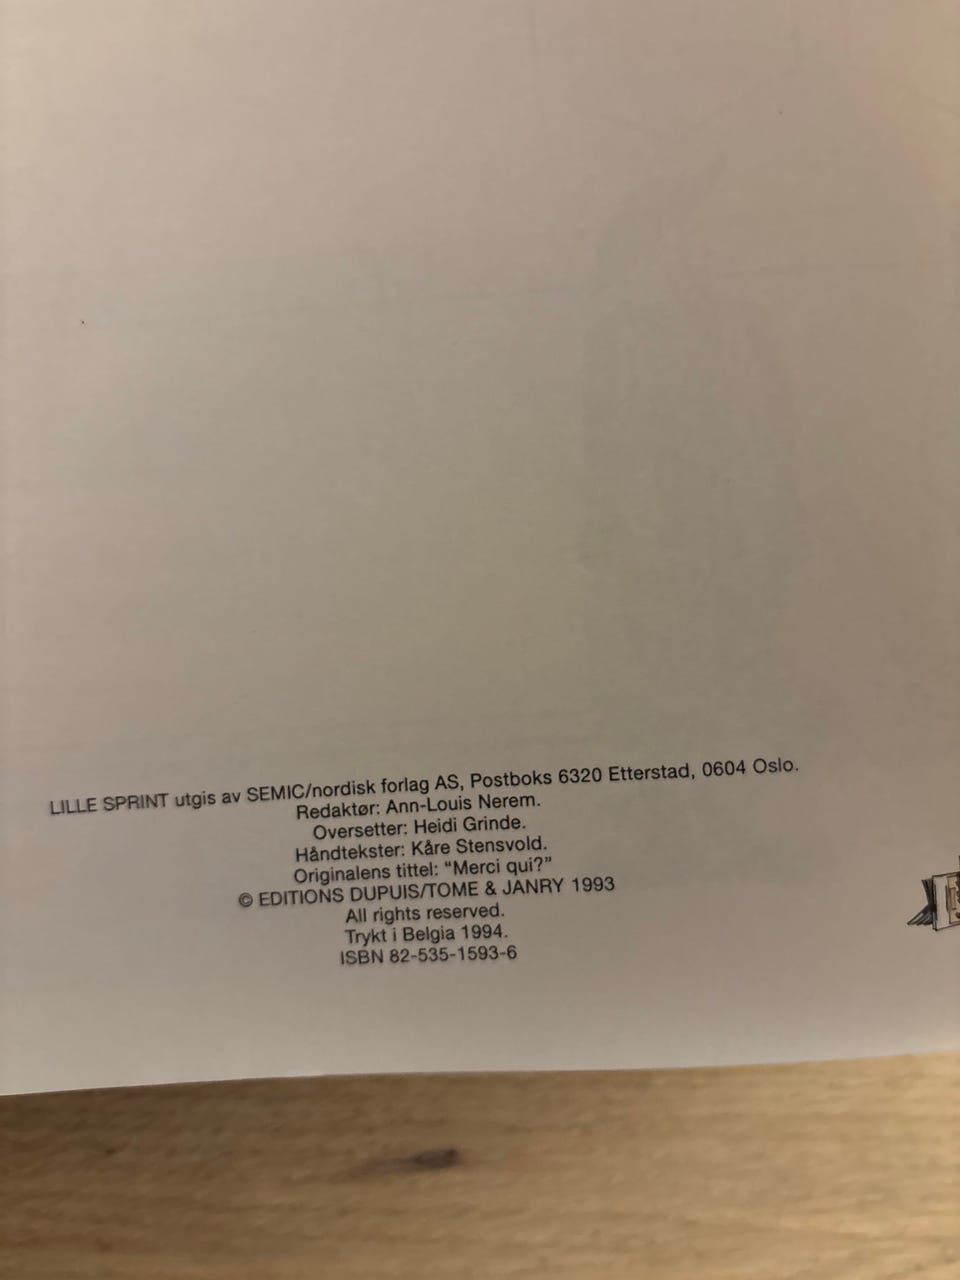 LILLE SPRINT utgis av SEMIC/nordisk forlag AS, Postboks 6320 Etterstad, 0604 Oslo.
Redaktør: Ann-Louis Nerem.
Oversetter: Heidi Grinde.
Håndtekster: Kåre Stensvold.
Originalens tittel: “Merci qui?”
© EDITIONS DUPUIS/TOME & JANRY 1993
All rights reserved.
Trykt i Belgia 1994.
ISBN 82-535-1593-6